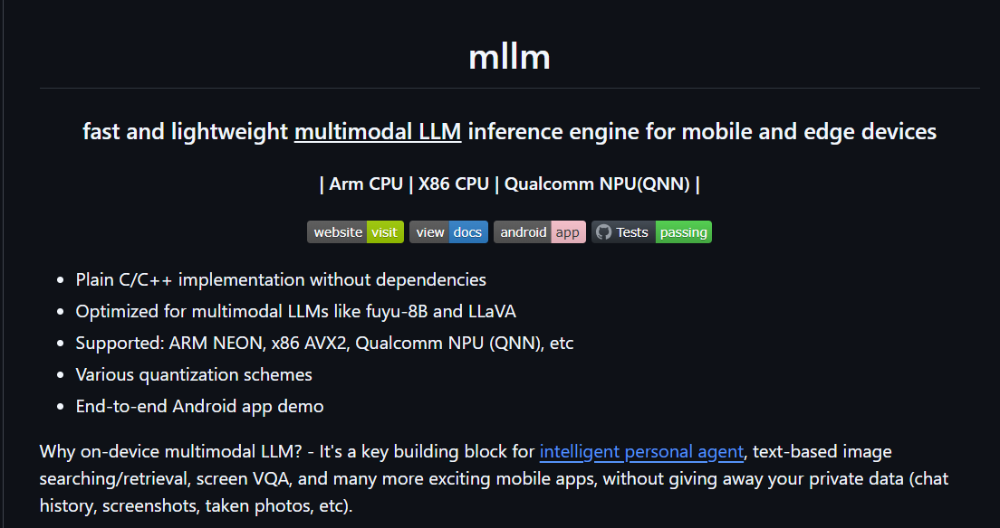 mllm
fast and lightweight multimodal LLM inference engine for mobile and edge devices
| Arm CPU | X86 CPU | Qualcomm NPU(QNN) |
website visit view docs android app Tests passing
• Plain C/C++ implementation without dependencies
• Optimized for multimodal LLMs like fuyu-8B and LLaVA
• Supported: ARM NEON, x86 AVX2, Qualcomm NPU (QNN), etc
• Various quantization schemes
• End-to-end Android app demo
Why on-device multimodal LLM? - It's a key building block for intelligent personal agent, text-based image
searching/retrieval, screen VQA, and many more exciting mobile apps, without giving away your private data (chat
history, screenshots, taken photos, etc).